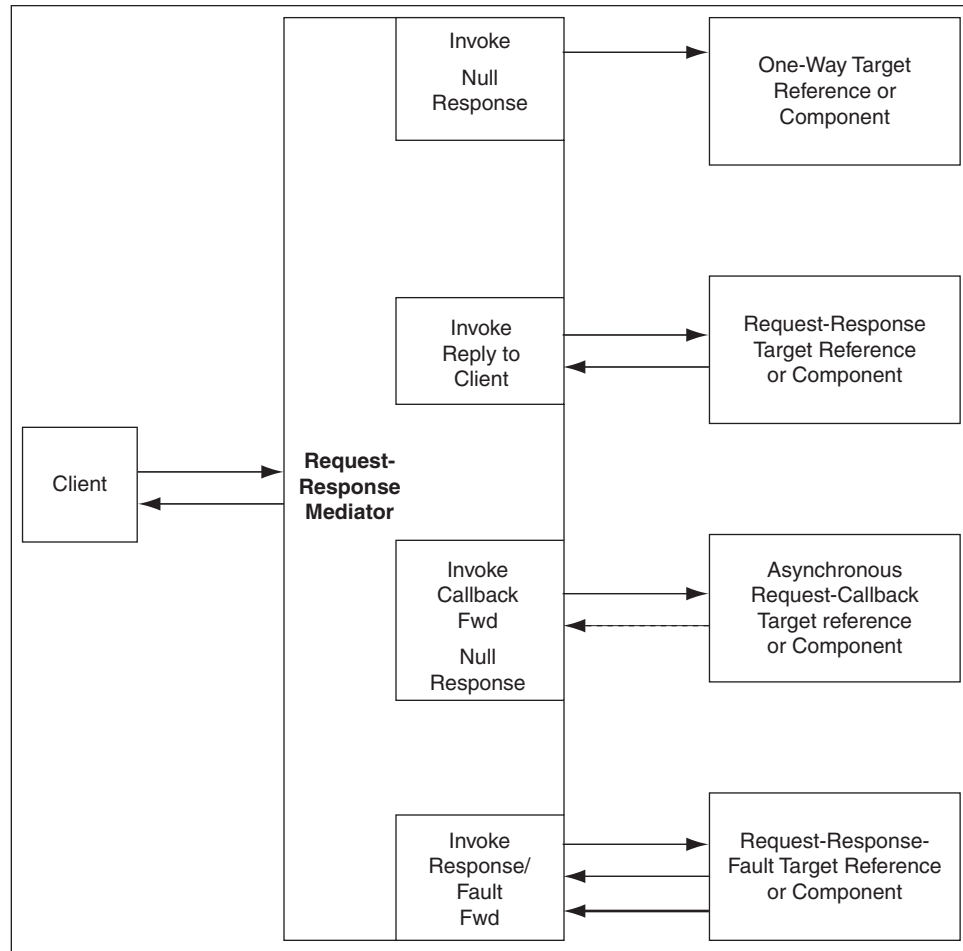 Invoke
Null
Response
One-Way Target
Reference or
Component
Invoke
Reply to
Client
Request-Response
Target Reference
or Component
Client
Request-
Response
Mediator
Invoke
Callback
Fwd
Null
Response
Asynchronous
Request-Callback
Target reference
or Component
Invoke
Response/
Fault
Fwd
Request-Response-
Fault Target Reference
or Component